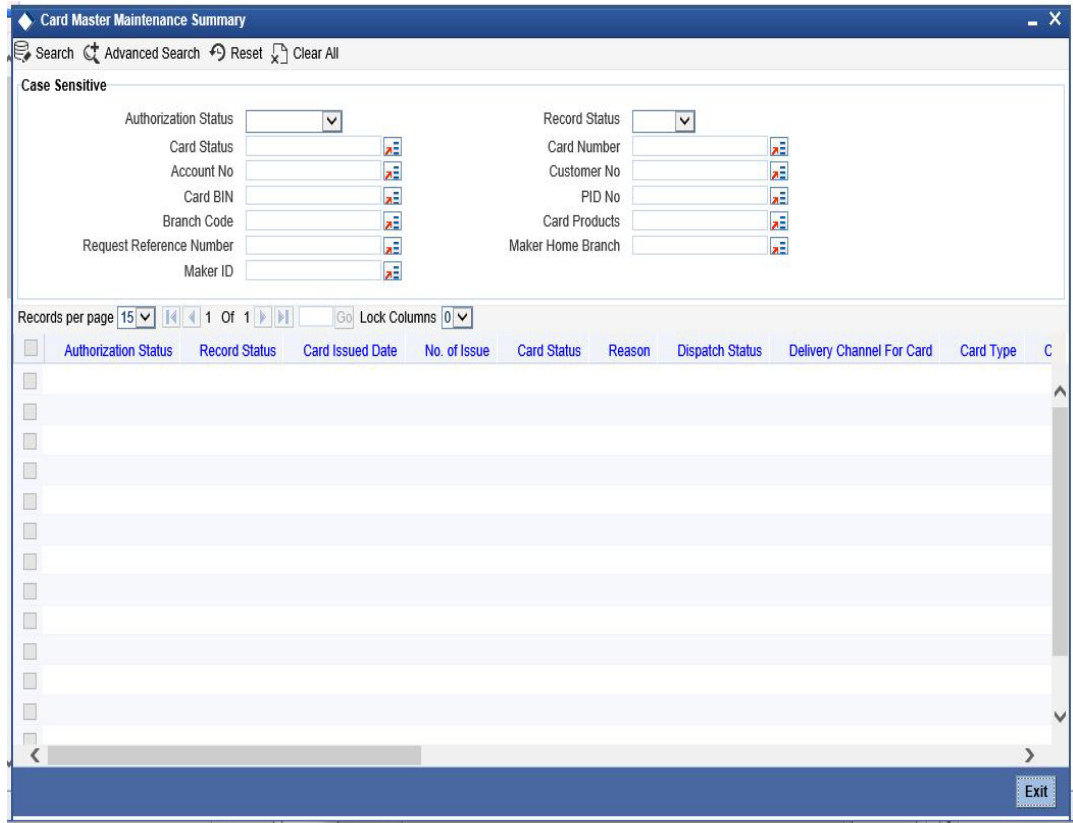 Card Master Maintenance Summary
Search Advanced Search Reset Clear All
Case Sensitive
Authorization Status Record Status
Card Status Card Number
Account No Customer No
Card BIN PID No
Branch Code Card Products
Request Reference Number Maker Home Branch
Maker ID
Records per page 15 1 Of 1 Go Lock Columns 0
Authorization Status Record Status Card Issued Date No. of Issue Card Status Reason Dispatch Status Delivery Channel For Card Card Type
Exit